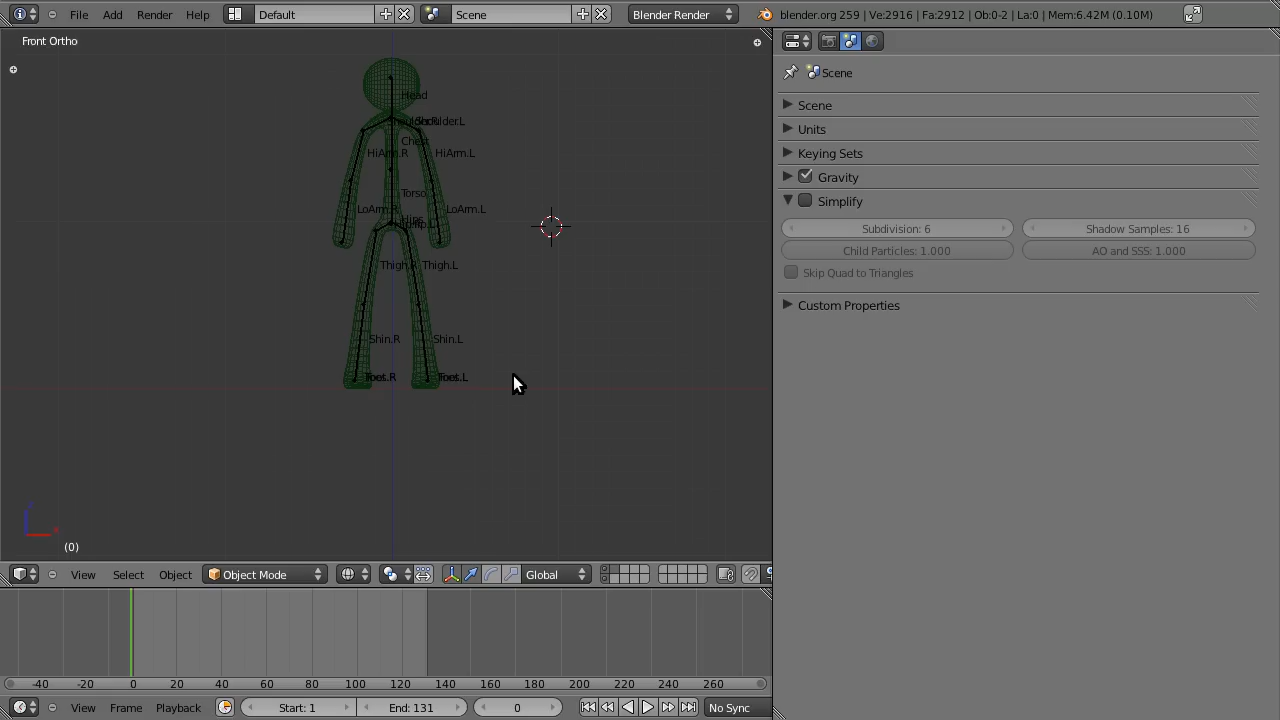 File Add Render Help Default Scene Blender Render blender.org 259 | Ve:2916 | Fa:2912 | Ob:0-2 | La:0 | Mem:6.42M (0.10M)
Front Ortho
Head
Shoulder.L
Chest
HiArm.R HiArm.L
Torso
LoArm.R LoArm.L
Hips
Thigh.R Thigh.L
Shin.R Shin.L
(0)
View Select Object Object Mode Global
-40 -20 0 20 40 60 80 100 120 140 160 180 200 220 240 260
View Frame Playback Start: 1 End: 131 0 No Sync
Scene
Scene
Units
Keying Sets
Gravity
Simplify
Subdivision: 6 Shadow Samples: 16
Child Particles: 1.000 AO and SSS: 1.000
Skip Quad to Triangles
Custom Properties